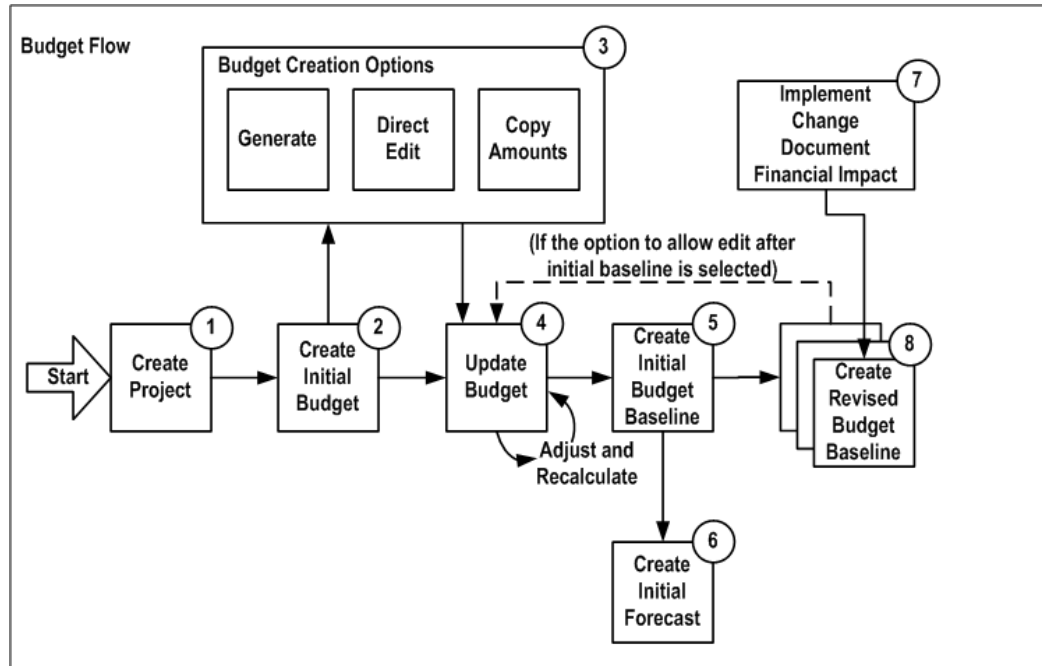 Budget Flow
3
Budget Creation Options
Generate
Direct
Edit
Copy
Amounts
7
Implement
Change
Document
Financial Impact
(If the option to allow edit after
initial baseline is selected)
Start
1
Create
Project
2
Create
Initial
Budget
4
Update
Budget
Adjust and
Recalculate
5
Create
Initial
Budget
Baseline
8
Create
Revised
Budget
Baseline
6
Create
Initial
Forecast